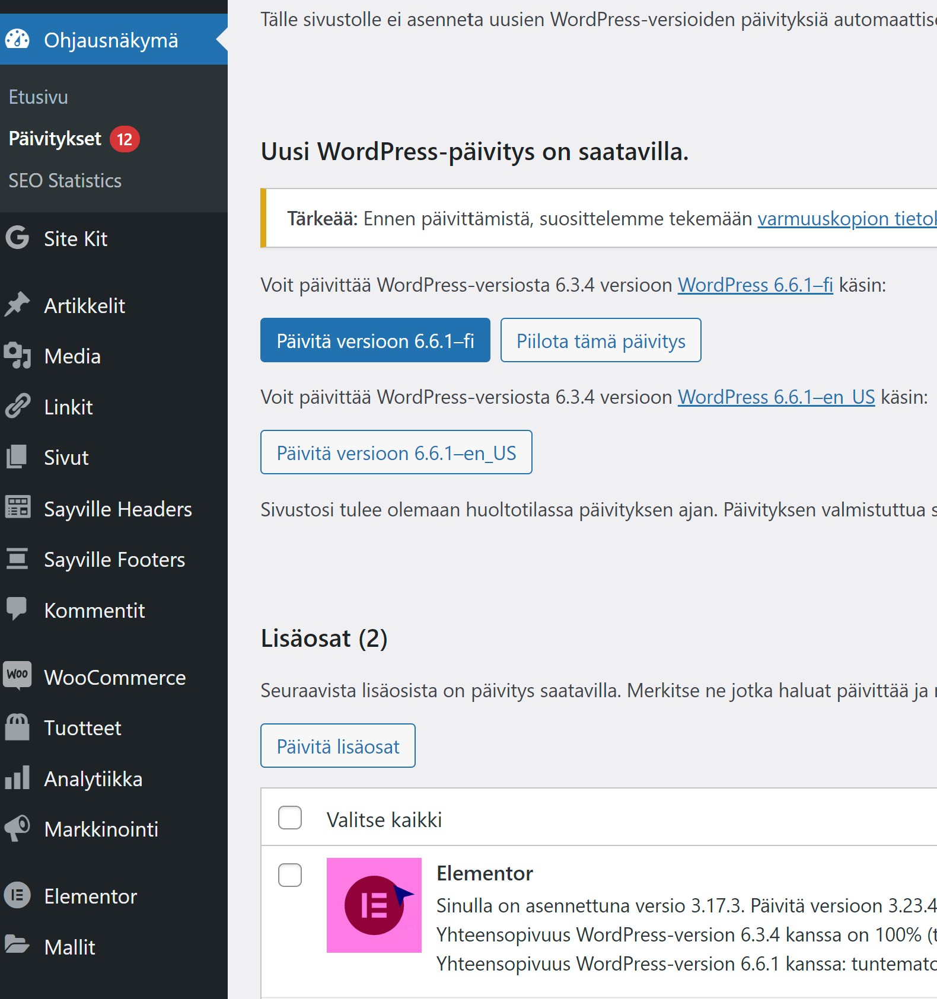 Ohjausnäkymä
Etusivu
Päivitykset 12
SEO Statistics
Site Kit
Artikkelit
Media
Linkit
Sivut
Sayville Headers
Sayville Footers
Kommentit
WooCommerce
Tuotteet
Analytiikka
Markkinointi
Elementor
Mallit
Tälle sivustolle ei asenneta uusien WordPress-versioiden päivityksiä
Uusi WordPress-päivitys on saatavilla.
Tärkeää: Ennen päivittämistä, suosittelemme tekemään varmuuskopion
Voit päivittää WordPress-versiosta 6.3.4 versioon WordPress 6.6.1–fi käsin:
Päivitä versioon 6.6.1–fi
Piilota tämä päivitys
Voit päivittää WordPress-versiosta 6.3.4 versioon WordPress 6.6.1–en_US käsin:
Päivitä versioon 6.6.1–en_US
Sivustosi tulee olemaan huoltotilassa päivityksen ajan. Päivityksen valmistuttua
Lisäosat (2)
Seuraavista lisäosista on päivitys saatavilla. Merkitse ne jotka haluat päivittää ja
Päivitä lisäosat
Valitse kaikki
Elementor
Sinulla on asennettuna versio 3.17.3. Päivitä versioon 3.23.4
Yhteensopivuus WordPress-version 6.3.4 kanssa on 100%
Yhteensopivuus WordPress-version 6.6.1 kanssa: